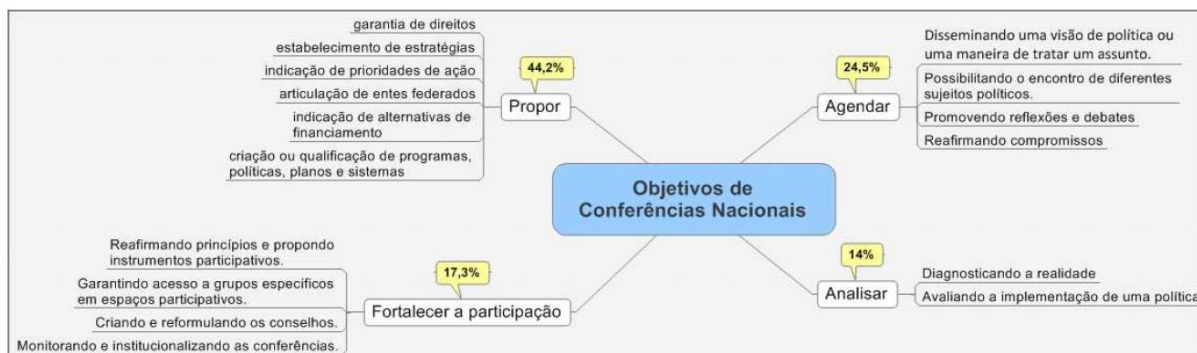 garantia de direitos
estabelecimento de estratégias
indicação de prioridades de ação
articulação de entes federados
indicação de alternativas de
financiamento
criação ou qualificação de programas,
políticas, planos e sistemas
44,2%
Propor
24,5%
Agendar
Disseminando uma visão de política ou
uma maneira de tratar um assunto.
Possibilitando o encontro de diferentes
sujeitos políticos.
Promovendo reflexões e debates
Reafirmando compromissos
Objetivos de
Conferências Nacionais
Reafirmando princípios e propondo
instrumentos participativos.
Garantindo acesso a grupos específicos
em espaços participativos.
Criando e reformulando os conselhos.
Monitorando e institucionalizando as conferências.
17,3%
Fortalecer a participação
14%
Analisar
Diagnosticando a realidade
Avaliando a implementação de uma política